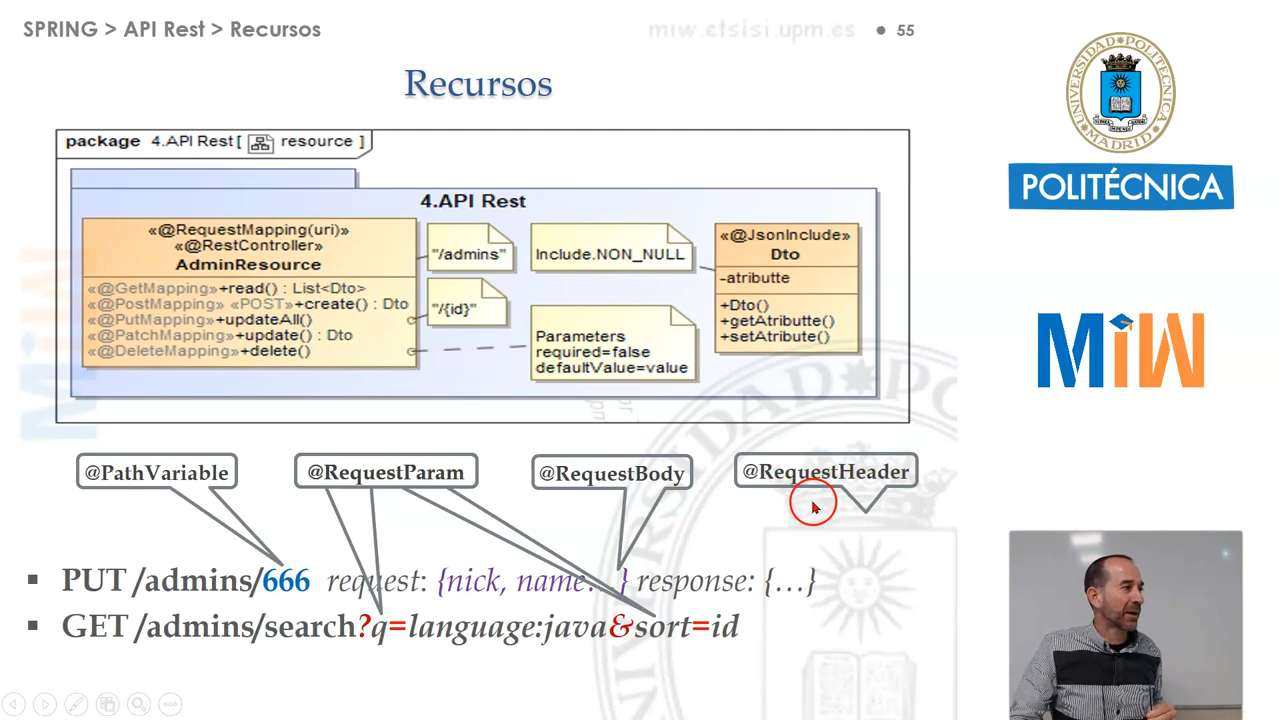 SPRING > API Rest > Recursos
miw.etsisi.upm.es
55
Recursos
package 4.API Rest [ resource ]
4.API Rest
«@RequestMapping(uri)»
«@RestController»
AdminResource
«@GetMapping»+read() : List<Dto>
«@PostMapping» «POST»+create() : Dto
«@PutMapping»+updateAll()
«@PatchMapping»+update() : Dto
«@DeleteMapping»+delete()
"/admins"
"/{id}"
Include.NON_NULL
Parameters
required=false
defaultValue=value
«@JsonInclude»
Dto
-atributte
+Dto()
+getAtributte()
+setAtribute()
@PathVariable
@RequestParam
@RequestBody
@RequestHeader
▪ PUT /admins/666 request: {nick, name...} response: {…}
▪ GET /admins/search?q=language:java&sort=id
UNIVERSIDAD POLITÉCNICA
MADRID
POLITÉCNICA
MiW